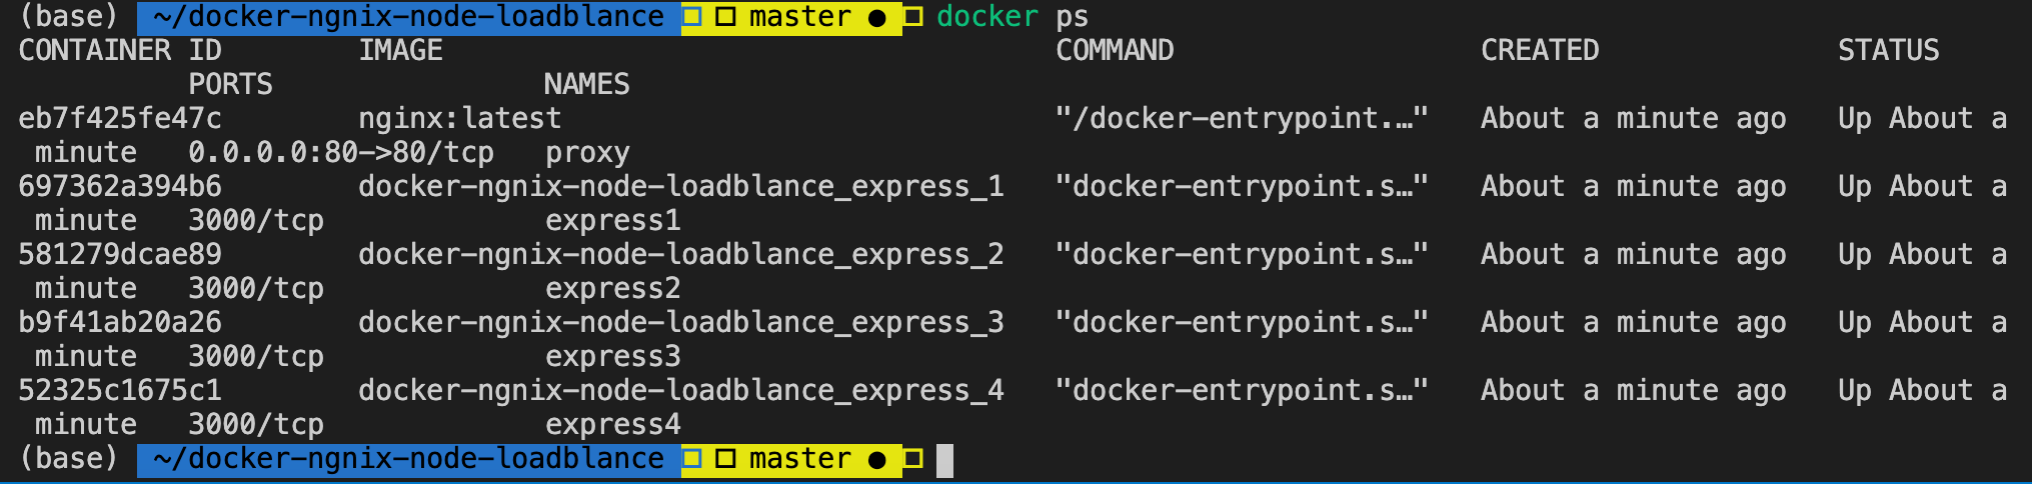 (base) ~/docker-ngnix-node-loadblance master ● docker ps
CONTAINER ID IMAGE COMMAND CREATED STATUS
PORTS NAMES
eb7f425fe47c nginx:latest "/docker-entrypoint.…" About a minute ago Up About a
minute 0.0.0.0:80->80/tcp proxy
697362a394b6 docker-ngnix-node-loadblance_express_1 "docker-entrypoint.s…" About a minute ago Up About a
minute 3000/tcp express1
581279dcae89 docker-ngnix-node-loadblance_express_2 "docker-entrypoint.s…" About a minute ago Up About a
minute 3000/tcp express2
b9f41ab20a26 docker-ngnix-node-loadblance_express_3 "docker-entrypoint.s…" About a minute ago Up About a
minute 3000/tcp express3
52325c1675c1 docker-ngnix-node-loadblance_express_4 "docker-entrypoint.s…" About a minute ago Up About a
minute 3000/tcp express4
(base) ~/docker-ngnix-node-loadblance master ●